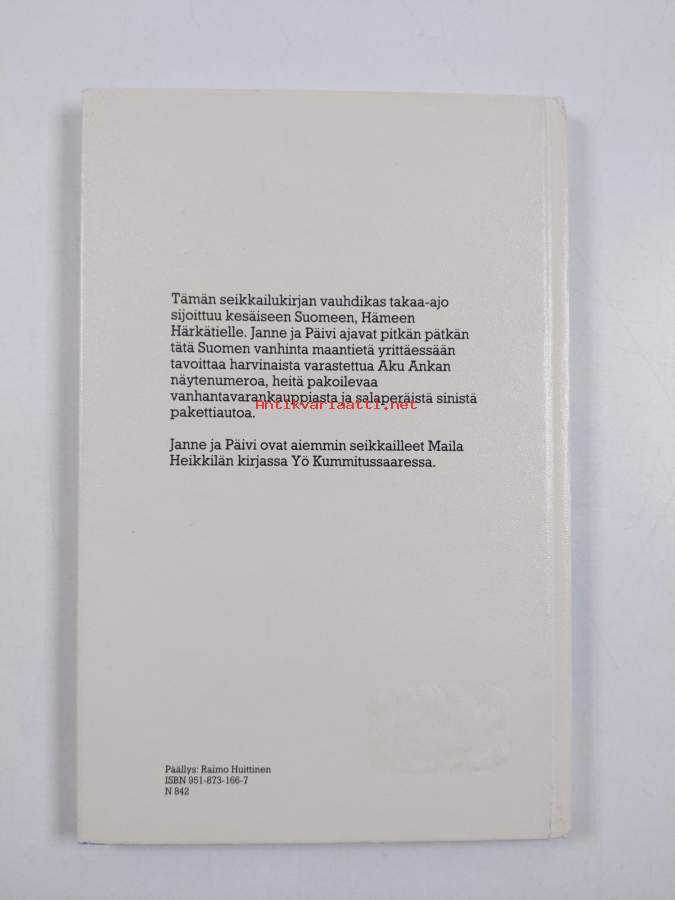 Tämän seikkailukirjan vauhdikas takaa-ajo
sijoittuu kesäiseen Suomeen, Hämeen
Härkätielle. Janne ja Päivi ajavat pitkän pätkän
tätä Suomen vanhinta maantietä yrittäessään
tavoittaa harvinaista varastettua Aku Ankan
näytenumeroa, heitä pakoilevaa
vanhantavarankauppiasta ja salaperäistä sinistä
Antikvariaatti.net
pakettiautoa.
Janne ja Päivi ovat aiemmin seikkailleet Maila
Heikkilän kirjassa Yö Kummitussaaressa.
Päällys: Raimo Huittinen
ISBN 951-873-166-7
N 842